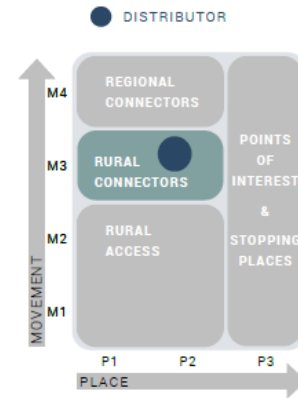 DISTRIBUTOR
M4
REGIONAL
CONNECTORS
M3
RURAL
CONNECTORS
POINTS
OF
INTEREST
&
STOPPING
PLACES
M2
RURAL
ACCESS
M1
MOVEMENT
P1
P2
P3
PLACE